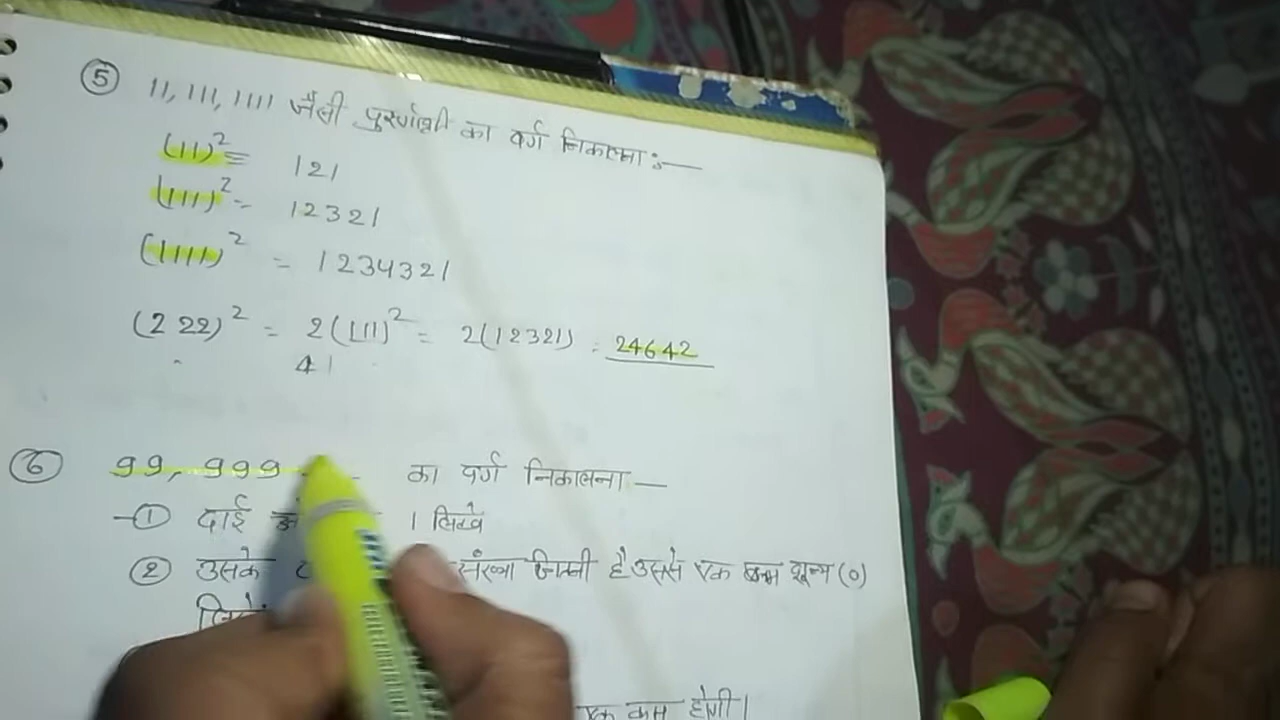 ⑤ 11, 111, 1111 जैसी का वर्ग निकालना :—
(11)² = 121
(111)² = 12321
(1111)² = 1234321
(222)² = 2(111)² = 2(12321) = 24642
41
⑥ 99, 999 का वर्ग निकालना —
① दाई 1 लिखे
② उसके संख्या जितनी है उससे एक कम शून्य (0)
एक कम होगी।